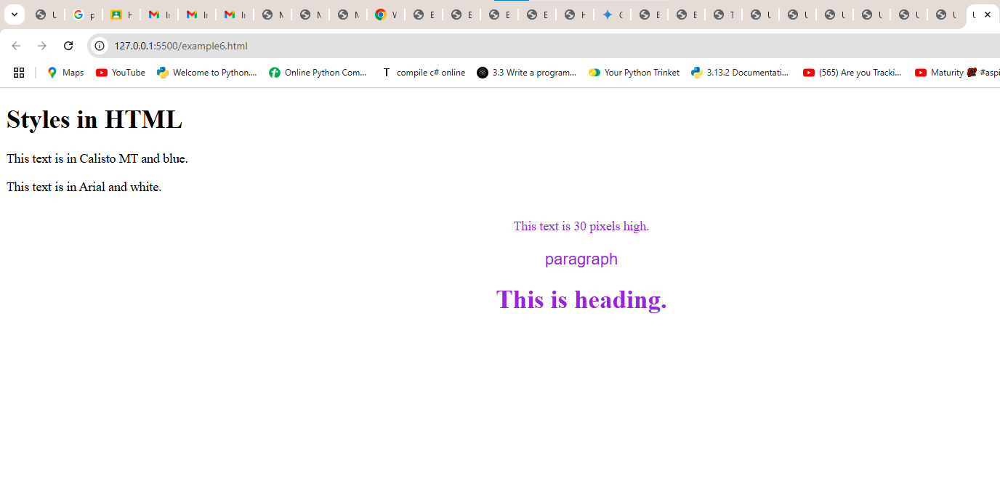 127.0.0.1:5500/example6.html
Maps YouTube Welcome to Python.... Online Python Com... compile c# online 3.3 Write a program... Your Python Trinket 3.13.2 Documentati... (565) Are you Tracki... Maturity 💯 #aspi
Styles in HTML
This text is in Calisto MT and blue.
This text is in Arial and white.
This text is 30 pixels high.
paragraph
This is heading.